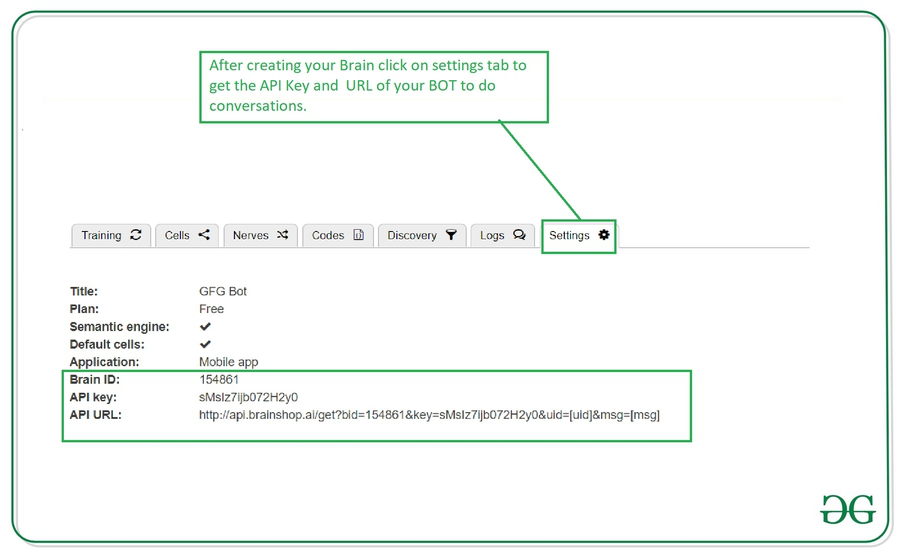 After creating your Brain click on settings tab to
get the API Key and  URL of your BOT to do
conversations.
Training Cells Nerves Codes Discovery Logs Settings
Title: GFG Bot
Plan: Free
Semantic engine: ✔
Default cells: ✔
Application: Mobile app
Brain ID: 154861
API key: sMsIz7ijb072H2y0
API URL: http://api.brainshop.ai/get?bid=154861&key=sMsIz7ijb072H2y0&uid=[uid]&msg=[msg]